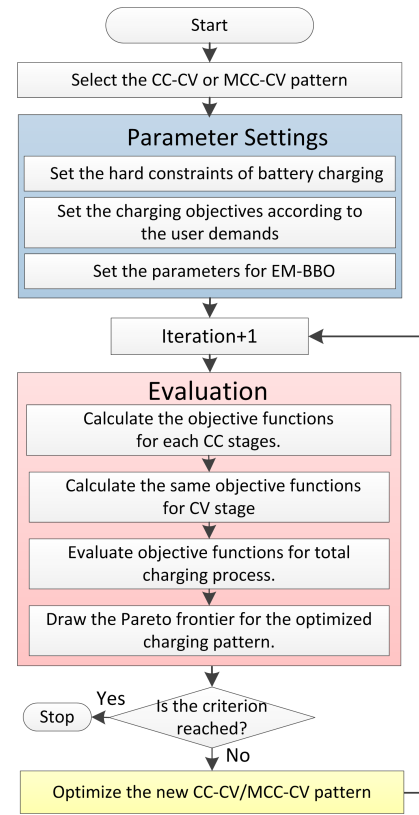 Start
Select the CC-CV or MCC-CV pattern
Parameter Settings
Set the hard constraints of battery charging
Set the charging objectives according to
the user demands
Set the parameters for EM-BBO
Iteration+1
Evaluation
Calculate the objective functions
for each CC stages.
Calculate the same objective functions
for CV stage
Evaluate objective functions for total
charging process.
Draw the Pareto frontier for the optimized
charging pattern.
Is the criterion
reached?
Yes
Stop
No
Optimize the new CC-CV/MCC-CV pattern